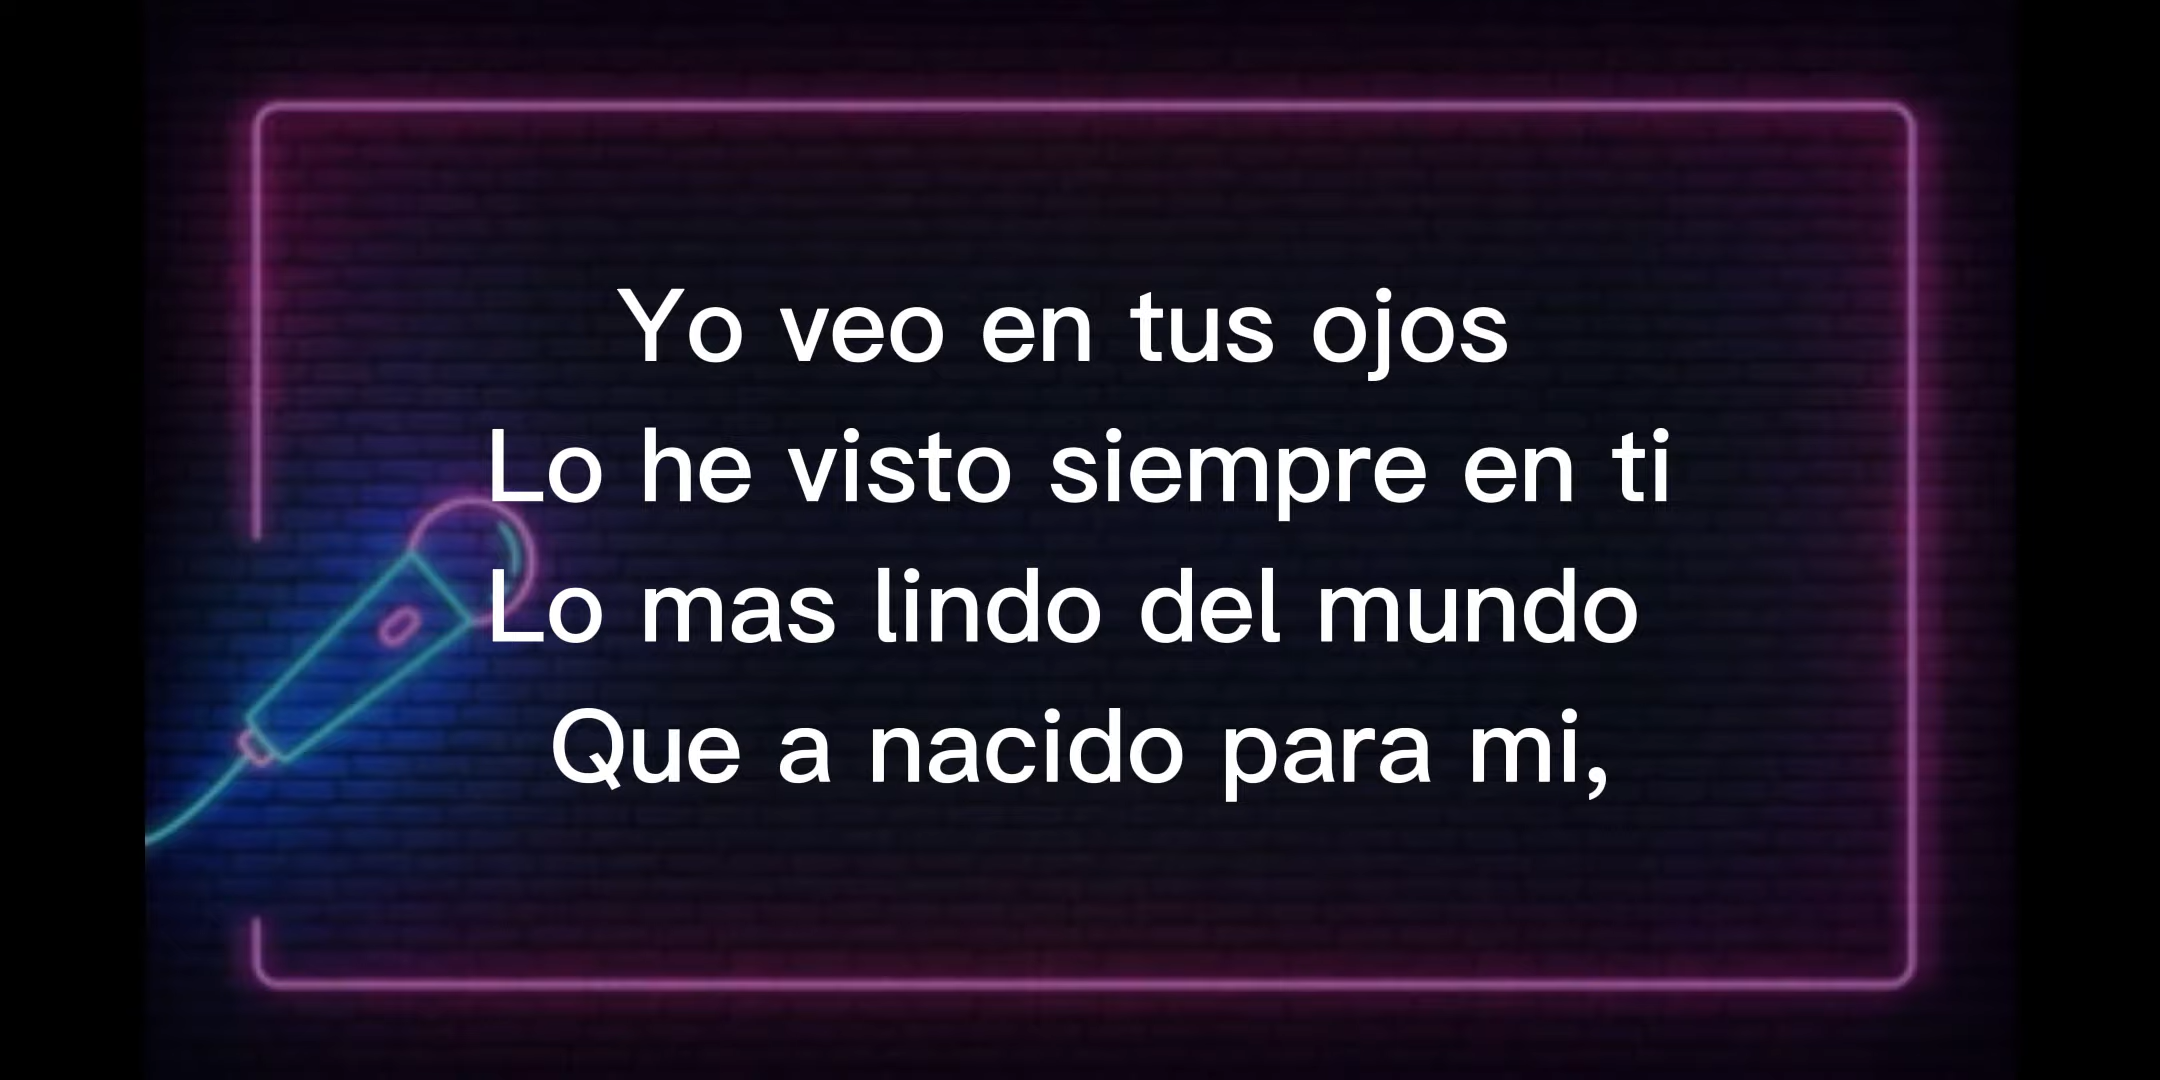 Yo veo en tus ojos
Lo he visto siempre en ti
Lo mas lindo del mundo
Que a nacido para mi,